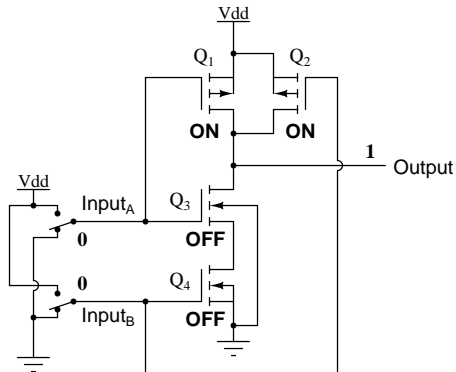 Vdd
Q1 Q2
ON ON
1 Output
Vdd
InputA
0
Q3
OFF
0
Q4
InputB
OFF